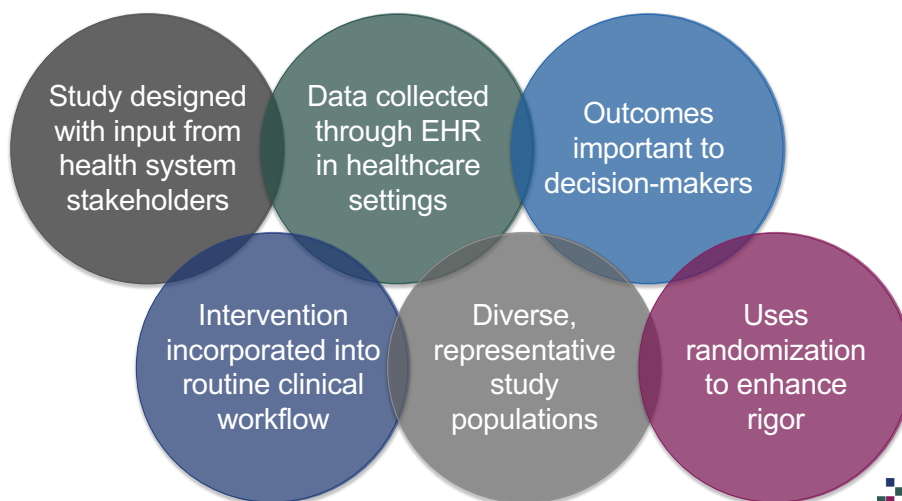 Study designed
with input from
health system
stakeholders
Data collected
through EHR
in healthcare
settings
Outcomes
important to
decision-makers
Intervention
incorporated into
routine clinical
workflow
Diverse,
representative
study
populations
Uses
randomization
to enhance
rigor